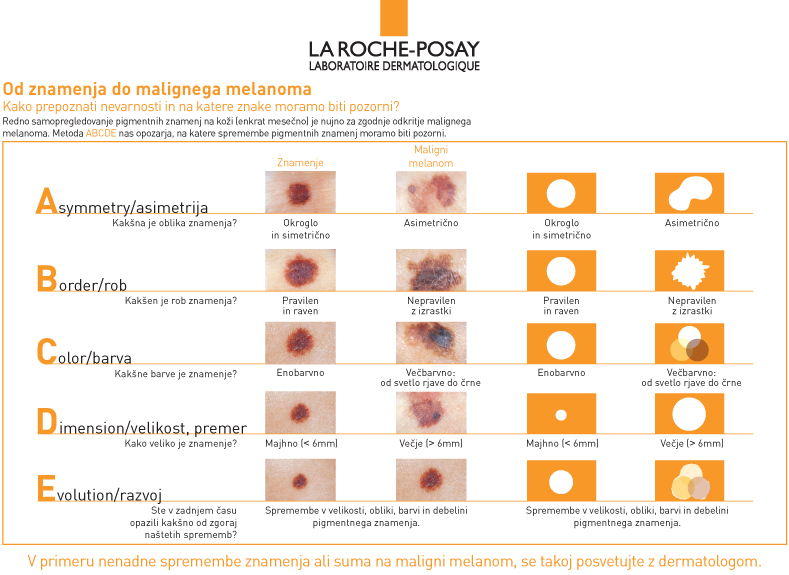 LA ROCHE-POSAY
LABORATOIRE DERMATOLOGIQUE
Od znamenja do malignega melanoma
Kako prepoznati nevarnosti in na katere znake moramo biti pozorni?
Redno samopregledovanje pigmentnih znamenj na koži (enkrat mesečno) je nujno za zgodnje odkritje malignega
melanoma. Metoda ABCDE nas opozarja, na katere spremembe pigmentnih znamenj moramo biti pozorni.
Znamenje
Maligni
melanom
Asymmetry/asimetrija
Kakšna je oblika znamenja?
Okroglo
in simetrično
Asimetrično
Okroglo
in simetrično
Asimetrično
Border/rob
Kakšen je rob znamenja?
Pravilen
in raven
Nepravilen
z izrastki
Pravilen
in raven
Nepravilen
z izrastki
Color/barva
Kakšne barve je znamenje?
Enobarvno
Večbarvno:
od svetlo rjave do črne
Enobarvno
Večbarvno:
od svetlo rjave do črne
Dimension/velikost, premer
Kako veliko je znamenje?
Majhno (< 6mm)
Večje (> 6mm)
Majhno (< 6mm)
Večje (> 6mm)
Evolution/razvoj
Ste v zadnjem času
opazili kakšno od zgoraj
naštetih sprememb?
Spremembe v velikosti, obliki, barvi in debelini
pigmentnega znamenja.
Spremembe v velikosti, obliki, barvi in debelini
pigmentnega znamenja.
V primeru nenadne spremembe znamenja ali suma na maligni melanom, se takoj posvetujte z dermatologom.